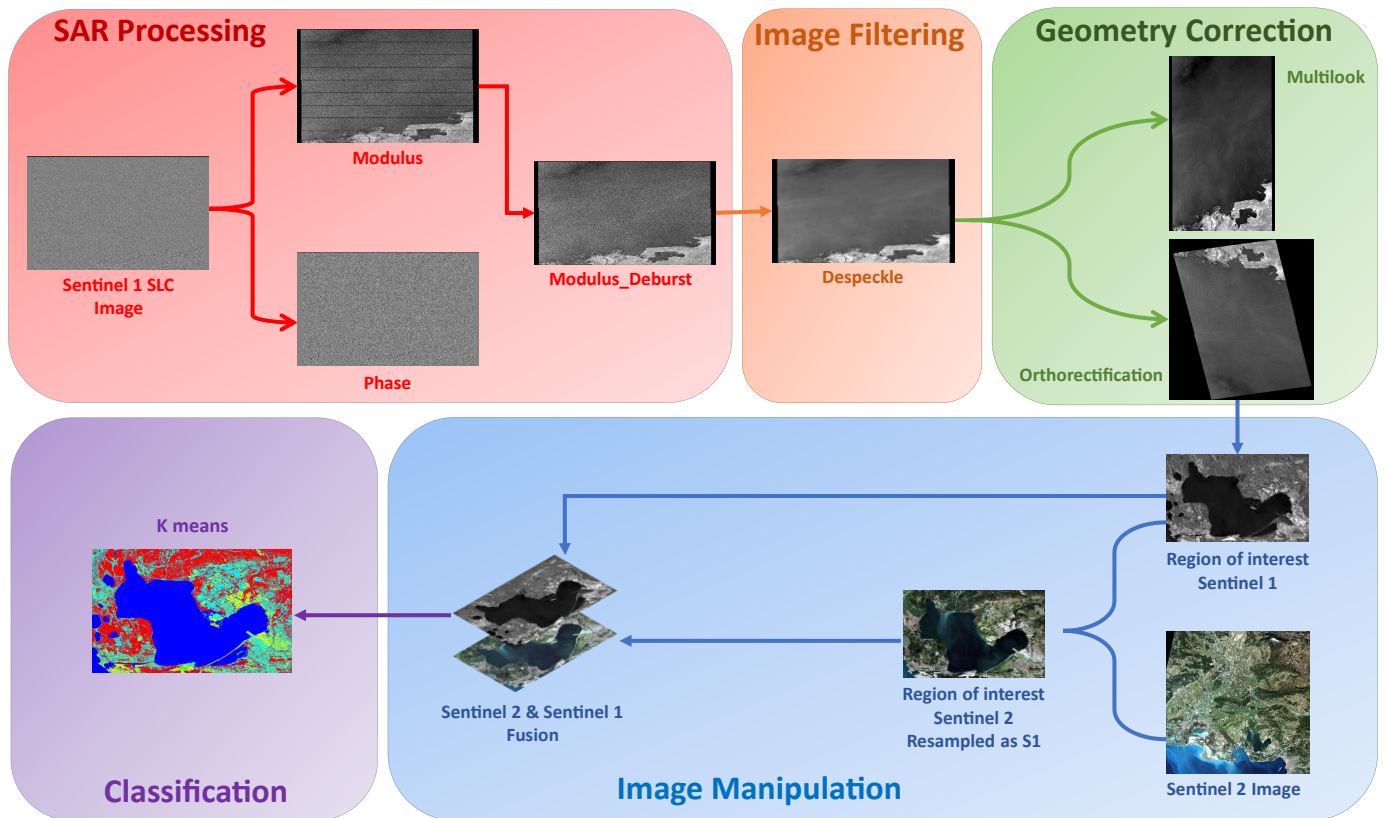 SAR Processing
Image Filtering
Geometry Correction
Multilook
Modulus
Sentinel 1 SLC
Image
Modulus_Deburst
Despeckle
Phase
Orthorectification
K means
Region of interest
Sentinel 1
Region of interest
Sentinel 2
Resampled as S1
Sentinel 2 & Sentinel 1
Fusion
Sentinel 2 Image
Classification
Image Manipulation